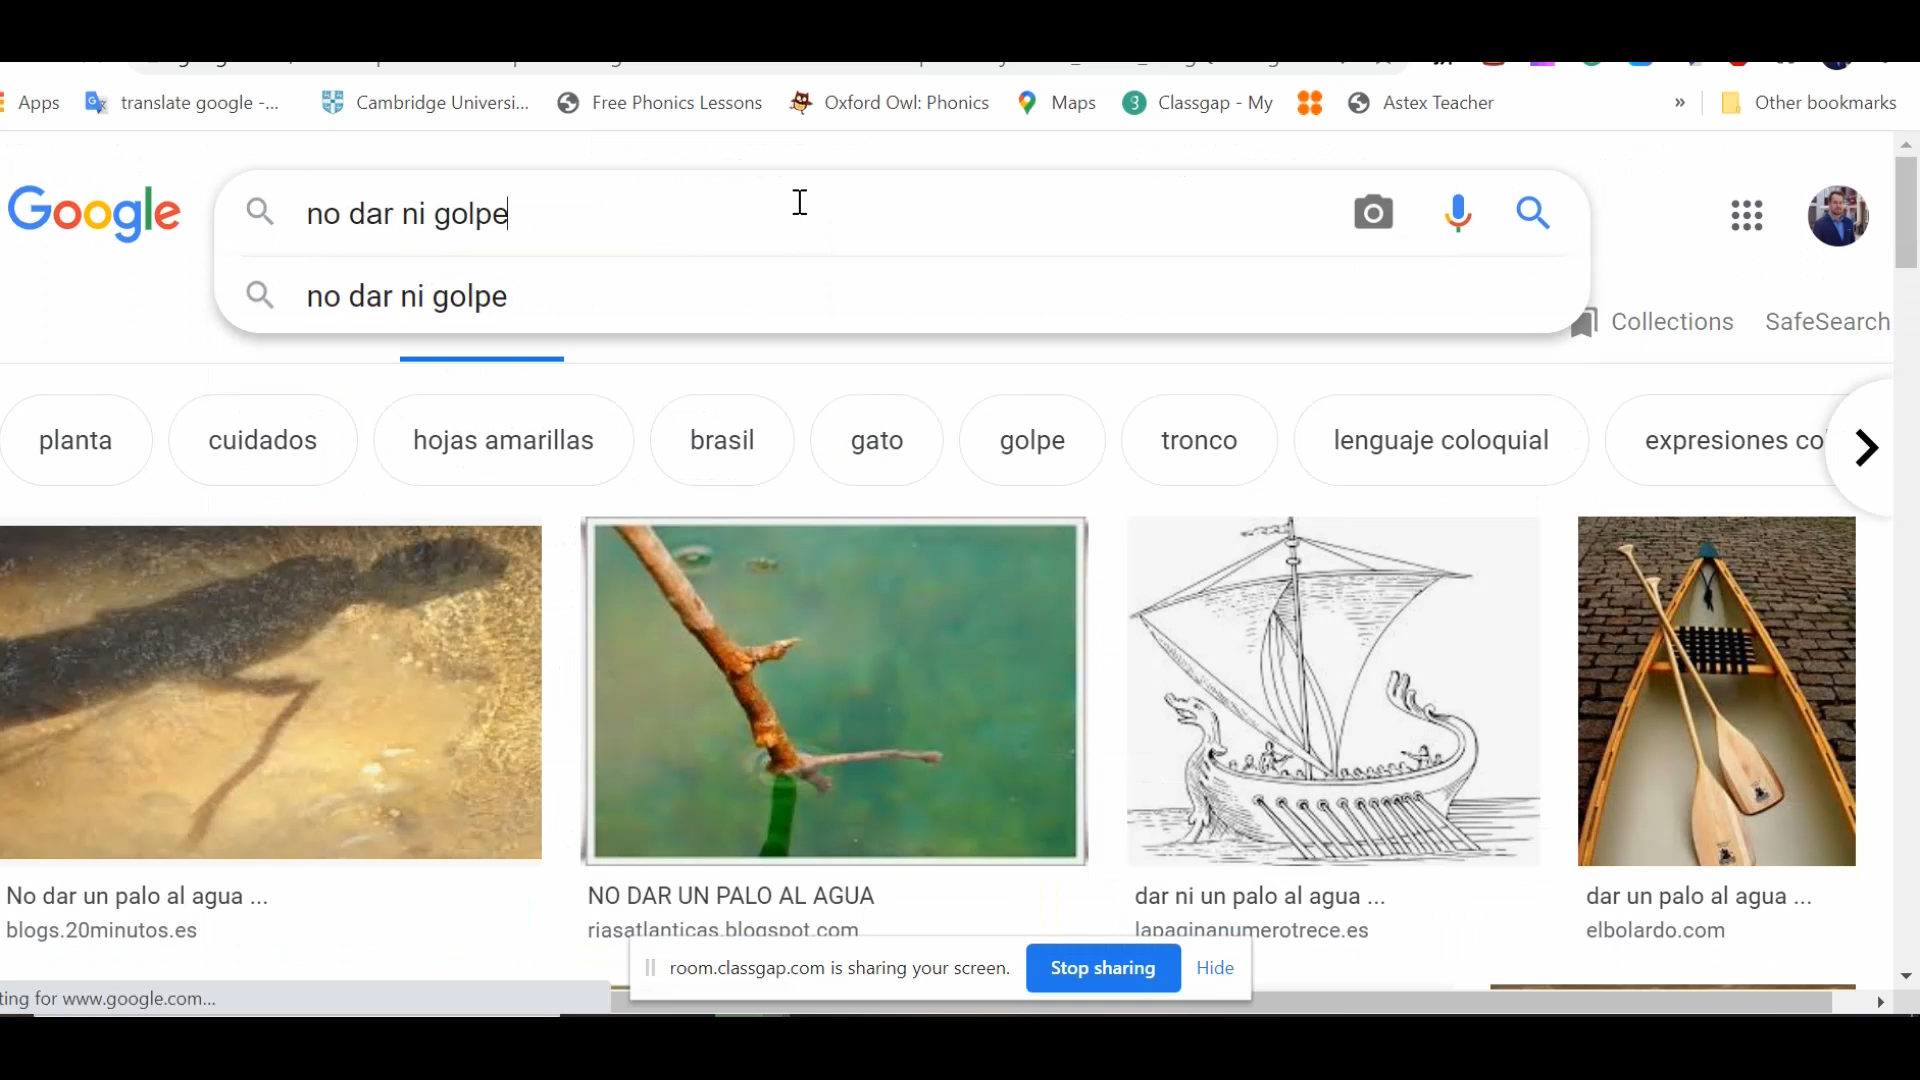 Apps translate google -... Cambridge Universi... Free Phonics Lessons Oxford Owl: Phonics Maps Classgap - My Astex Teacher » Other bookmarks
Google
no dar ni golpe
no dar ni golpe
Collections SafeSearch
planta cuidados hojas amarillas brasil gato golpe tronco lenguaje coloquial expresiones co
No dar un palo al agua ... NO DAR UN PALO AL AGUA dar ni un palo al agua ... dar un palo al agua ...
blogs.20minutos.es riasatlanticas.blogspot.com lapaginanumerotrece.es elbolardo.com
room.classgap.com is sharing your screen. Stop sharing Hide
ting for www.google.com...